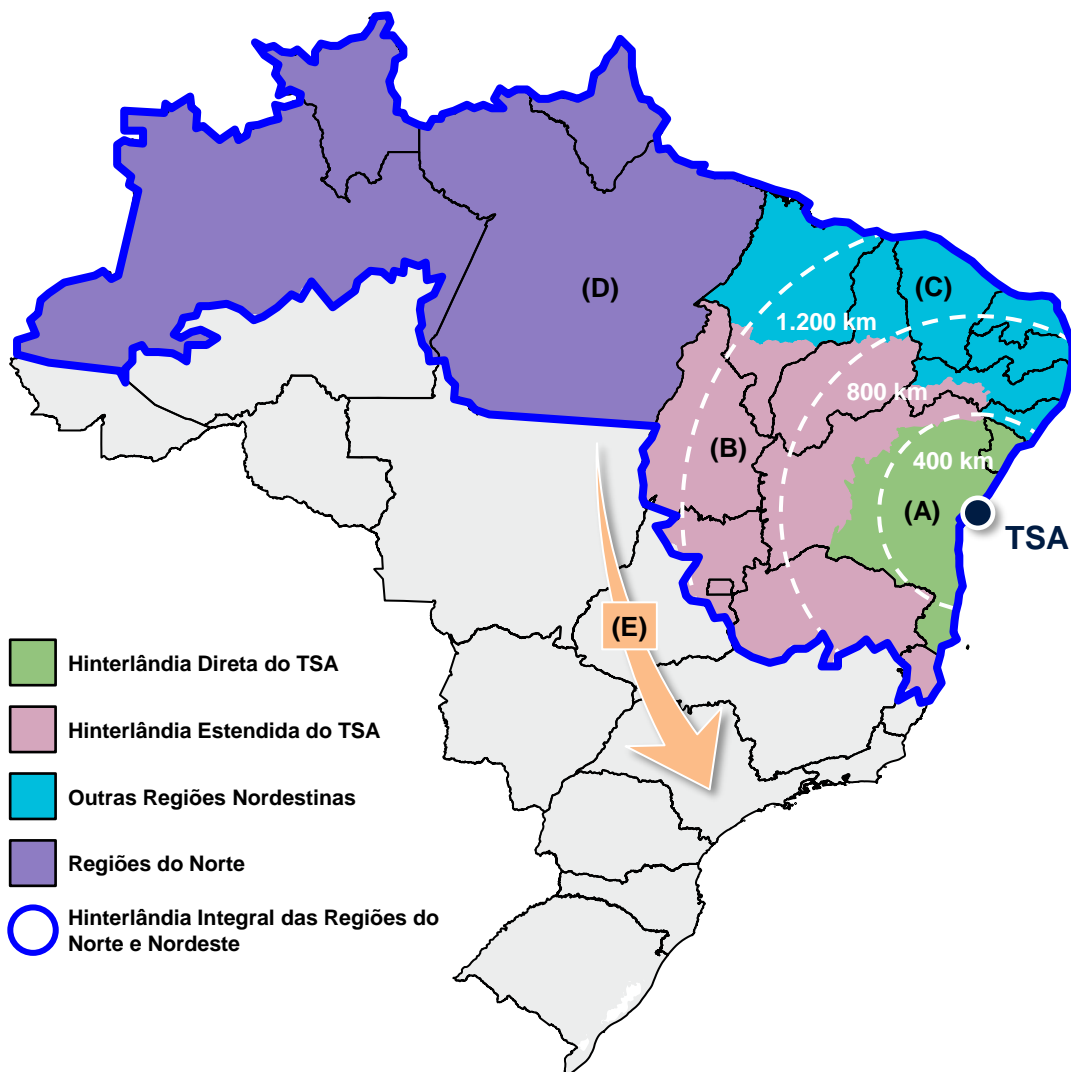 (D)
(C)
1.200 km
800 km
(B)
400 km
(A)
TSA
(E)
Hinterlândia Direta do TSA
Hinterlândia Estendida do TSA
Outras Regiões Nordestinas
Regiões do Norte
Hinterlândia Integral das Regiões do
Norte e Nordeste